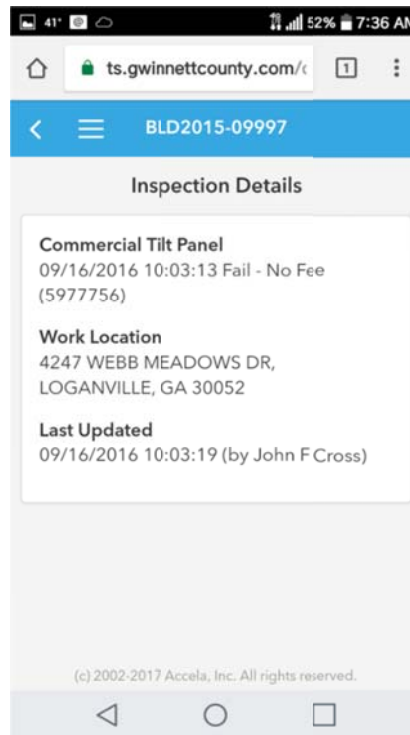 41° 52% 7:36 AM
ts.gwinnettcounty.com/c 1
BLD2015-09997
Inspection Details
Commercial Tilt Panel
09/16/2016 10:03:13 Fail - No Fee
(5977756)
Work Location
4247 WEBB MEADOWS DR,
LOGANVILLE, GA 30052
Last Updated
09/16/2016 10:03:19 (by John F Cross)
(c) 2002-2017 Accela, Inc. All rights reserved.